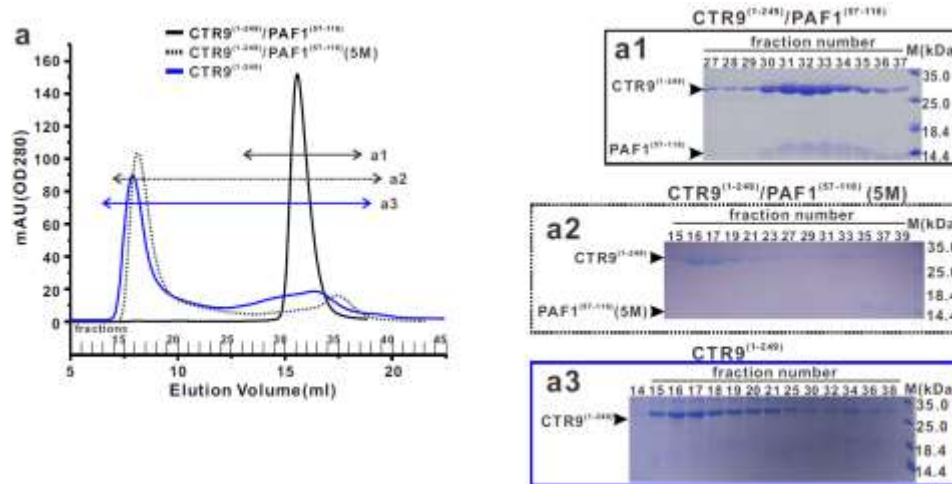 a
CTR9(1-249)/PAF1(57-116)
CTR9(1-249)/PAF1(57-116)(5M)
CTR9(1-249)
mAU(OD280)
160
140
120
100
80
60
40
20
0
a1
a2
a3
fractions
15 20 30 35 40 45
5 10 15 20
Elution Volume(ml)
CTR9(1-249)/PAF1(57-116)
a1
fraction number
27 28 29 30 31 32 33 34 35 36 37
M(kDa
CTR9(1-249)
PAF1(57-116)
35.0
25.0
18.4
14.4
CTR9(1-249)/PAF1(57-116) (5M)
a2
fraction number
15 16 17 19 21 23 27 29 31 33 35 37 39
M(kDa
CTR9(1-249)
PAF1(57-116)(5M)
35.0
25.0
18.4
14.4
CTR9(1-249)
a3
fraction number
14 15 16 17 18 19 20 21 25 30 32 34 36 38
M(kDa
CTR9(1-249)
35.0
25.0
18.4
14.4